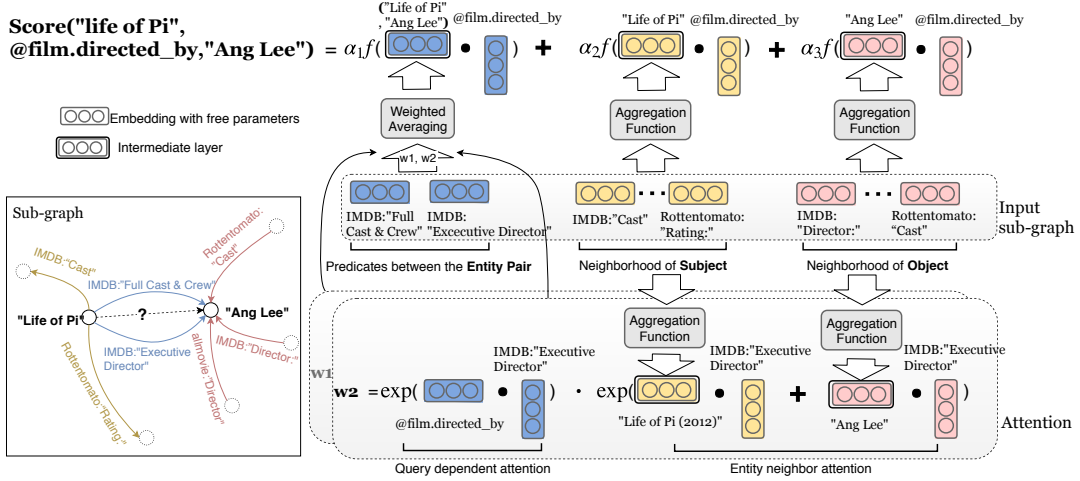 Score("life of Pi",
@film.directed_by,"Ang Lee")
= α1f(
("Life of Pi"
,"Ang Lee")
@film.directed_by
)
+
α2f(
"Life of Pi"
@film.directed_by
)
+
α3f(
"Ang Lee"
@film.directed_by
)
Embedding with free parameters
Intermediate layer
Weighted
Averaging
Aggregation
Function
Aggregation
Function
w1, w2
IMDB:"Full
Cast & Crew"
IMDB:
"Excecutive Director"
IMDB:"Cast"
Rottentomato:
"Rating:"
IMDB:
"Director:"
Rottentomato:
"Cast"
Input
sub-graph
Predicates between the Entity Pair
Neighborhood of Subject
Neighborhood of Object
Sub-graph
IMDB:"Cast"
Rottentomato:
"Cast"
IMDB:"Full Cast & Crew"
"Life of Pi"
?
"Ang Lee"
IMDB:"Executive
Director"
allmovie:"Director"
IMDB:"Director:"
Rottentomato:"Rating:"
Aggregation
Function
Aggregation
Function
w1
w2 =exp(
@film.directed_by
IMDB:"Executive
Director"
)
·
exp(
"Life of Pi (2012)"
IMDB:"Executive
Director"
+
"Ang Lee"
IMDB:"Executive
Director"
)
Attention
Query dependent attention
Entity neighbor attention